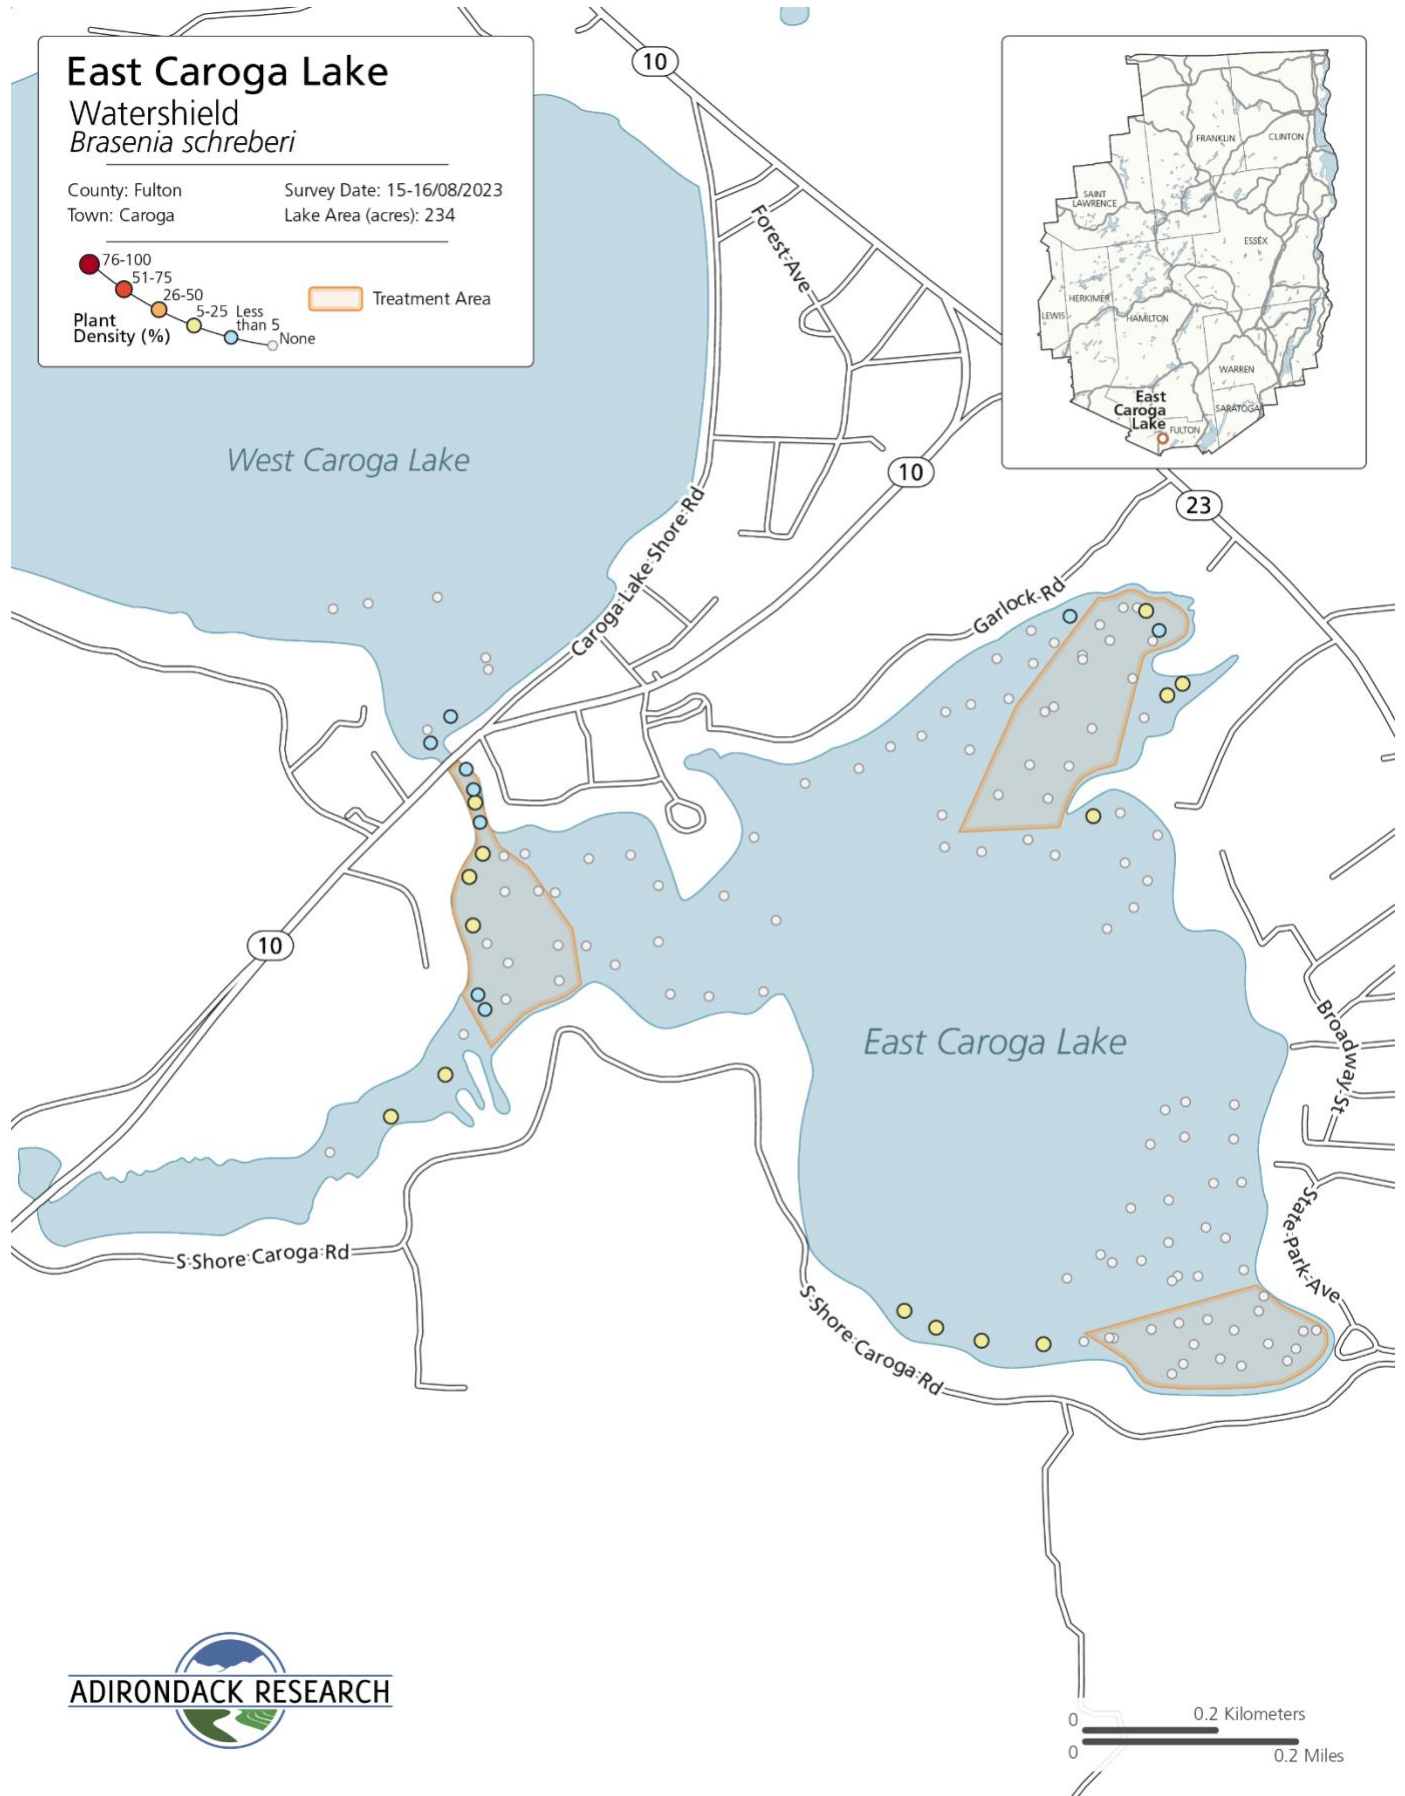 East Caroga Lake
Watershield
Brasenia schreberi
County: Fulton
Survey Date: 15-16/08/2023
Town: Caroga
Lake Area (acres): 234
76-100
51-75
26-50
5-25
Less
than 5
None
Plant
Density (%)
Treatment Area
10
Forest Ave
FRANKLIN
CLINTON
SAINT
LAWRENCE
ESSEX
HERKIMER
LEWIS
HAMILTON
WARREN
East
Caroga
Lake
SARATOGA
FULTON
West Caroga Lake
10
23
Caroga Lake Shore Rd
Garlock Rd
10
East Caroga Lake
Broadway St
State Park Ave
S Shore Caroga Rd
S Shore Caroga Rd
ADIRONDACK RESEARCH
0
0.2 Kilometers
0
0.2 Miles